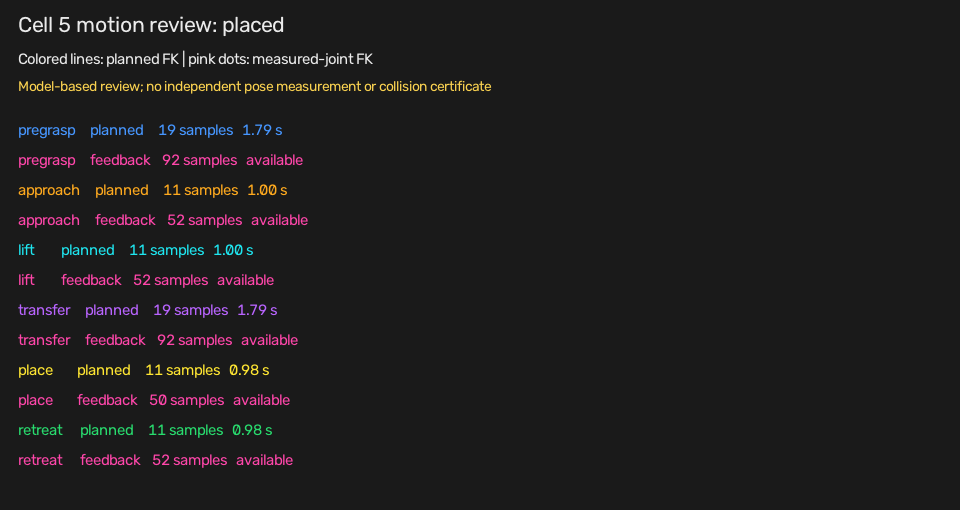 Cell 5 motion review: placed
Colored lines: planned FK | pink dots: measured-joint FK
Model-based review; no independent pose measurement or collision certificate
pregrasp planned 19 samples 1.79 s
pregrasp feedback 92 samples available
approach planned 11 samples 1.00 s
approach feedback 52 samples available
lift planned 11 samples 1.00 s
lift feedback 52 samples available
transfer planned 19 samples 1.79 s
transfer feedback 92 samples available
place planned 11 samples 0.98 s
place feedback 50 samples available
retreat planned 11 samples 0.98 s
retreat feedback 52 samples available